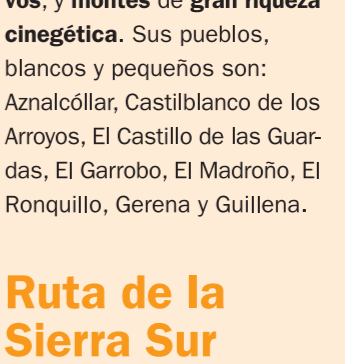 vos, y montes de gran riqueza
cinegética. Sus pueblos,
blancos y pequeños son:
Aznalcóllar, Castilblanco de los
Arroyos, El Castillo de las Guar-
das, El Garrobo, El Madroño, El
Ronquillo, Gerena y Guillena.
Ruta de la
Sierra Sur